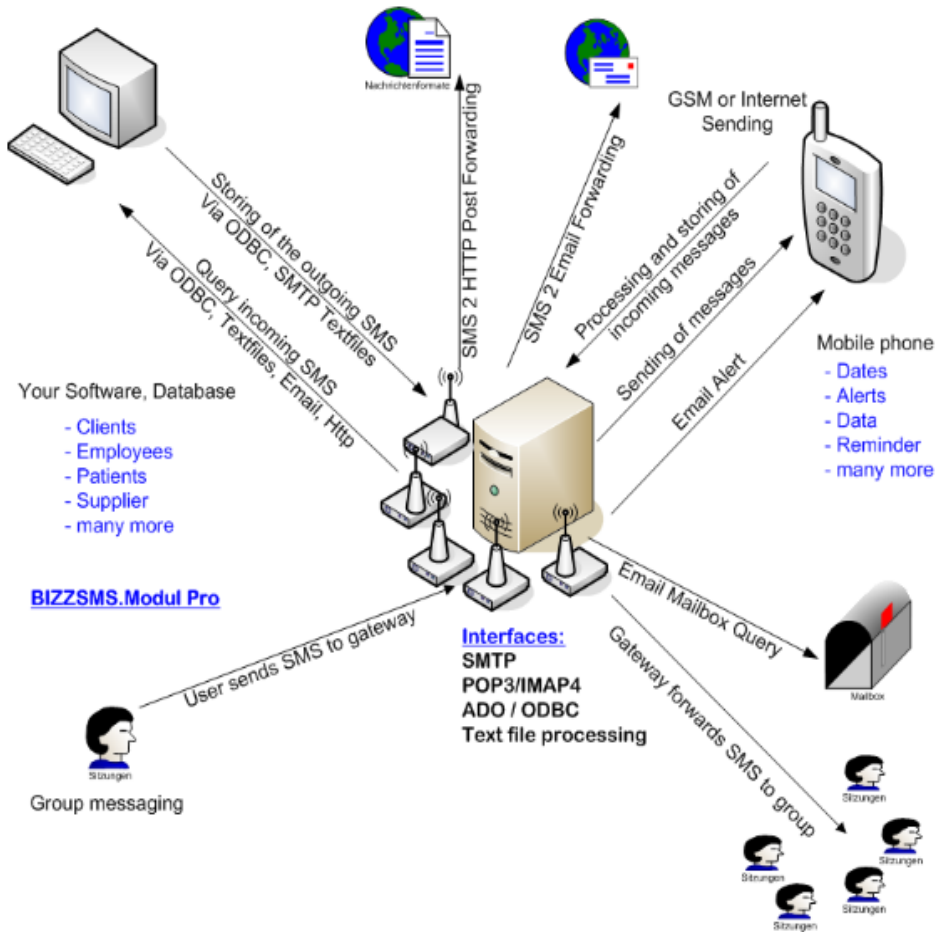 Nachrichtenformate
GSM or Internet
Sending
Storing of the outgoing SMS
Via ODBC, SMTP Textfiles
Query incoming SMS
Via ODBC, Textfiles, Email, Http
SMS 2 HTTP Post Forwarding
SMS 2 Email Forwarding
Processing and storing of
incoming messages
Sending of messages
Email Alert
Your Software, Database
- Clients
- Employees
- Patients
- Supplier
- many more
Mobile phone
- Dates
- Alerts
- Data
- Reminder
- many more
BIZZSMS.Modul Pro
User sends SMS to gateway
Interfaces:
SMTP
POP3/IMAP4
ADO / ODBC
Text file processing
Email Mailbox Query
Mailbox
Gateway forwards SMS to group
Sitzungen
Group messaging
Sitzungen
Sitzungen
Sitzungen
Sitzungen
Sitzungen